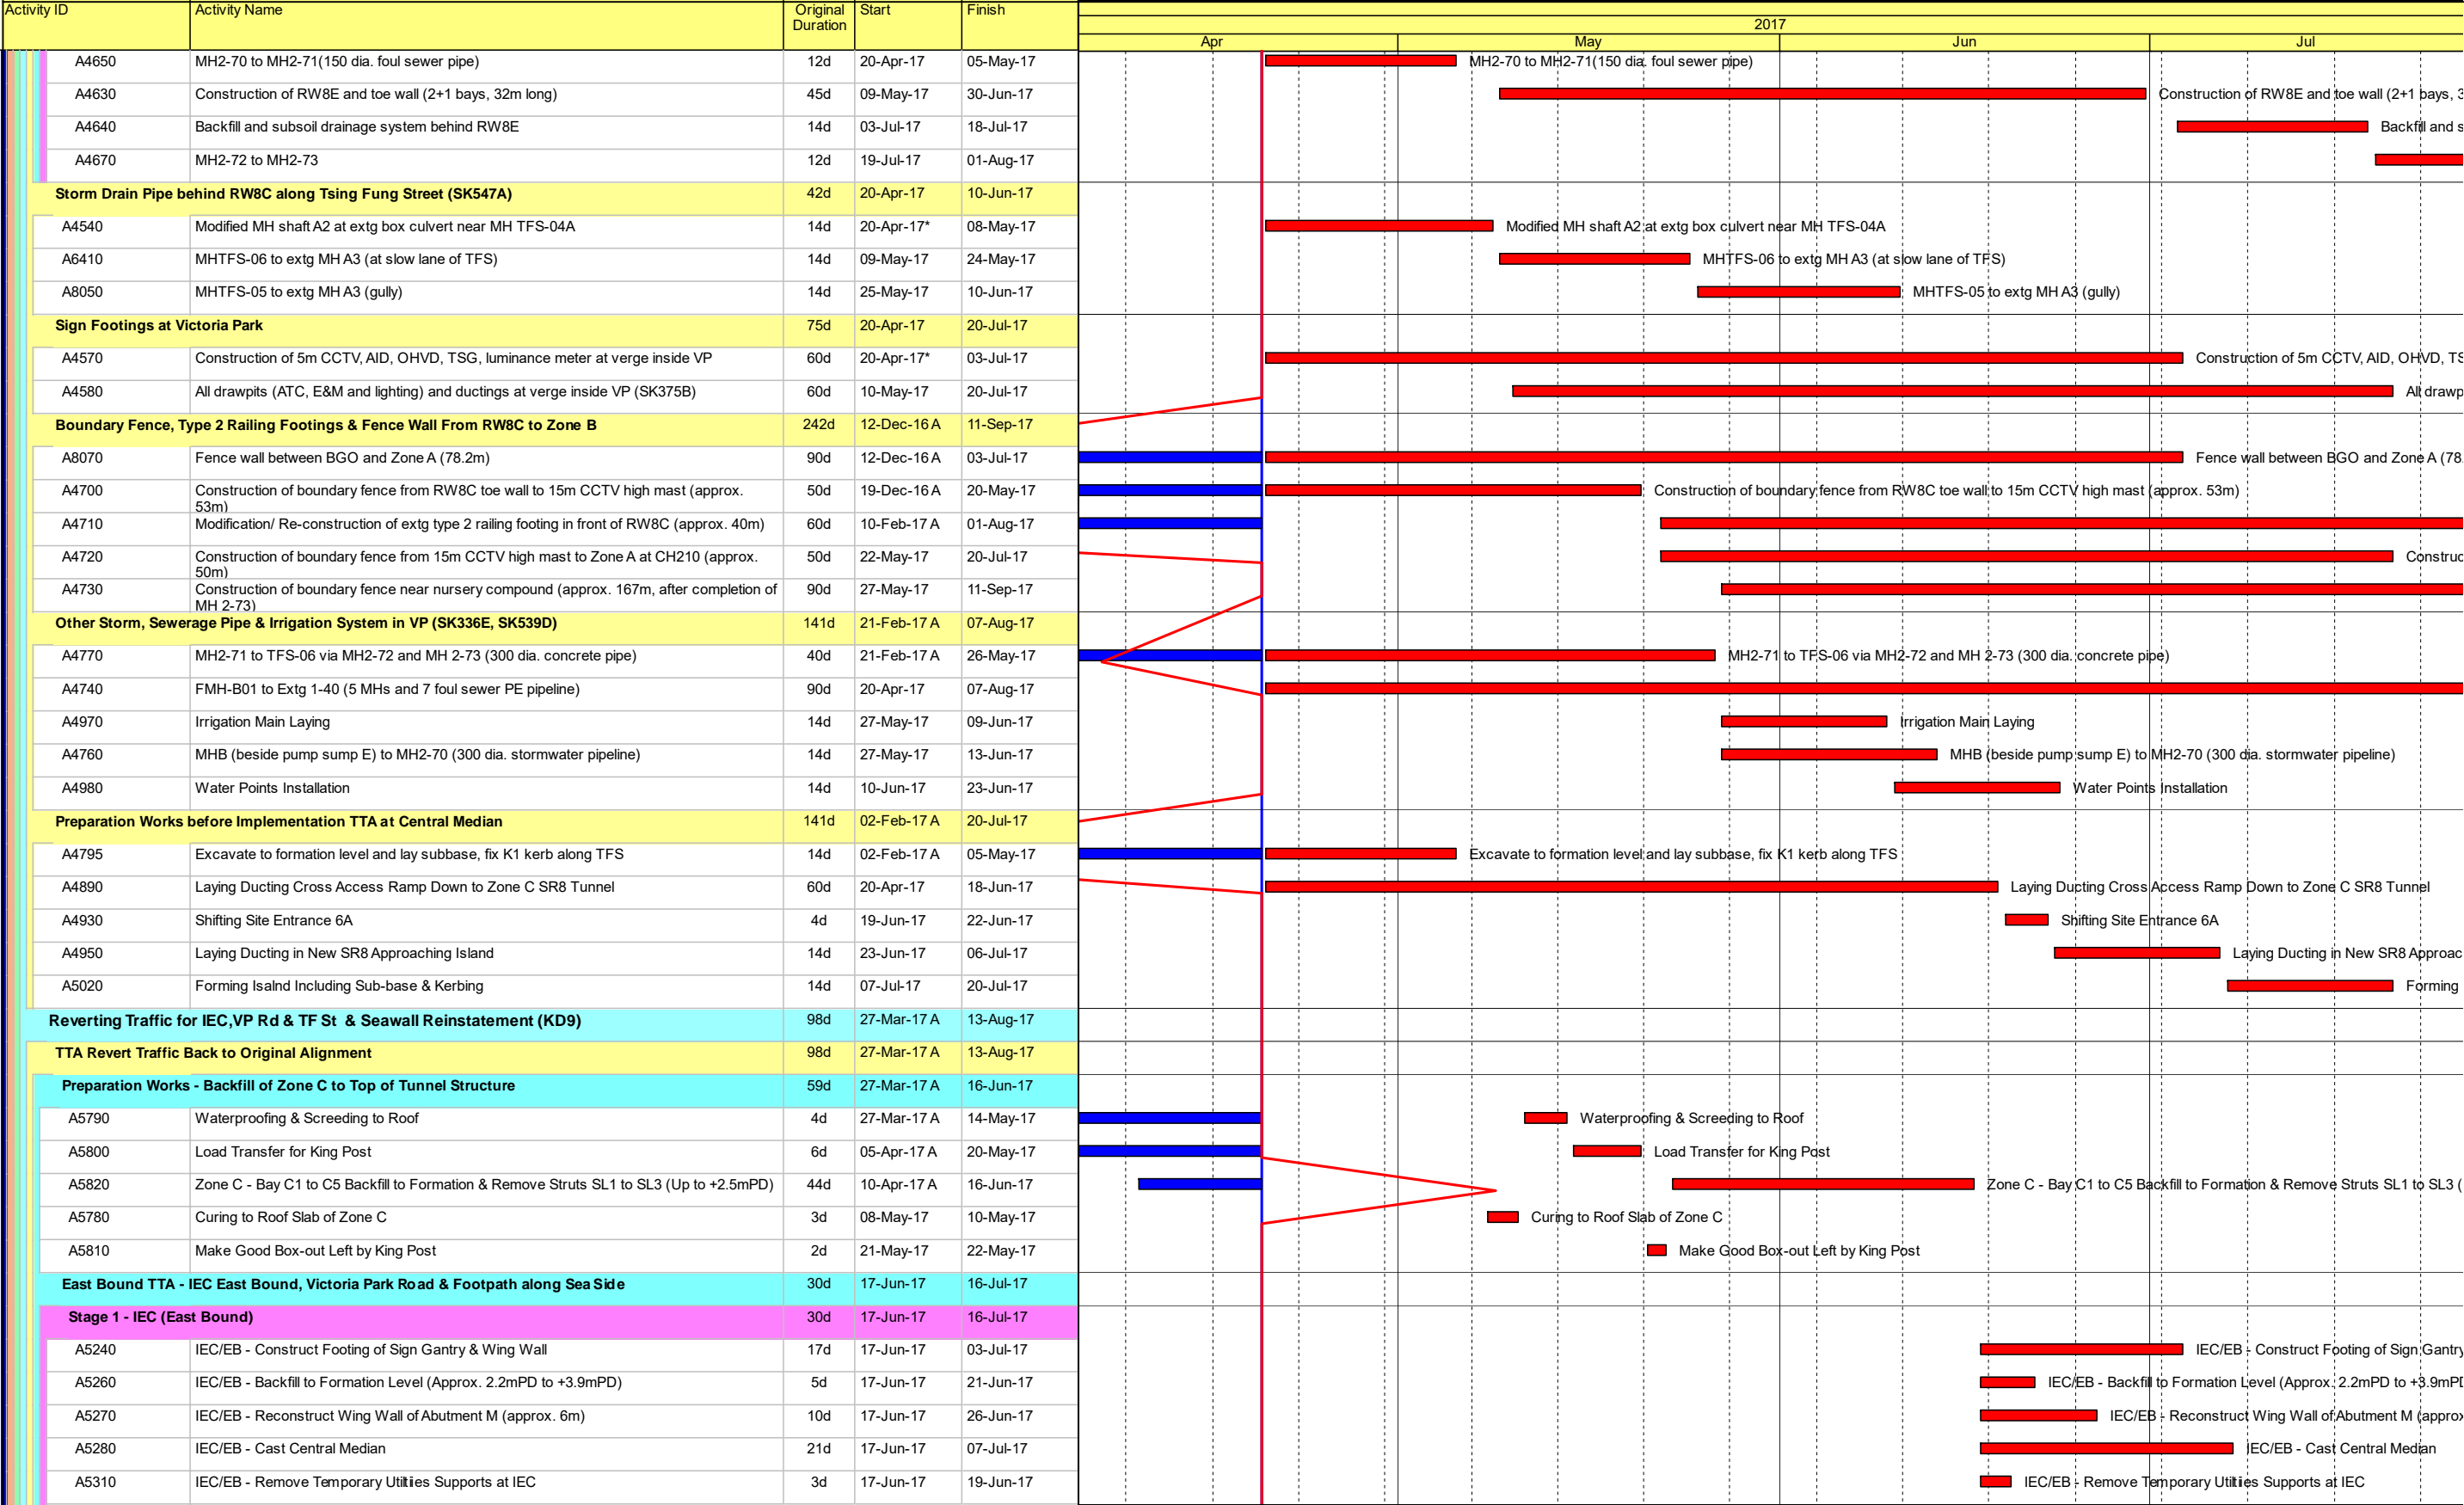 Activity ID Activity Name Original Start Finish
Duration
2017
Apr May Jun Jul
A4650 MH2-70 to MH2-71(150 dia. foul sewer pipe) 12d 20-Apr-17 05-May-17 MH2-70 to MH2-71(150 dia. foul sewer pipe)
A4630 Construction of RW8E and toe wall (2+1 bays, 32m long) 45d 09-May-17 30-Jun-17 Construction of RW8E and toe wall (2+1 bays, 3
A4640 Backfill and subsoil drainage system behind RW8E 14d 03-Jul-17 18-Jul-17 Backfill and s
A4670 MH2-72 to MH2-73 12d 19-Jul-17 01-Aug-17
Storm Drain Pipe behind RW8C along Tsing Fung Street (SK547A) 42d 20-Apr-17 10-Jun-17
A4540 Modified MH shaft A2 at extg box culvert near MH TFS-04A 14d 20-Apr-17* 08-May-17 Modified MH shaft A2 at extg box culvert near MH TFS-04A
A6410 MHTFS-06 to extg MH A3 (at slow lane of TFS) 14d 09-May-17 24-May-17 MHTFS-06 to extg MH A3 (at slow lane of TFS)
A8050 MHTFS-05 to extg MH A3 (gully) 14d 25-May-17 10-Jun-17 MHTFS-05 to extg MH A3 (gully)
Sign Footings at Victoria Park 75d 20-Apr-17 20-Jul-17
A4570 Construction of 5m CCTV, AID, OHVD, TSG, luminance meter at verge inside VP 60d 20-Apr-17* 03-Jul-17 Construction of 5m CCTV, AID, OHVD, TS
A4580 All drawpits (ATC, E&M and lighting) and ductings at verge inside VP (SK375B) 60d 10-May-17 20-Jul-17 All drawp
Boundary Fence, Type 2 Railing Footings & Fence Wall From RW8C to Zone B 242d 12-Dec-16 A 11-Sep-17
A8070 Fence wall between BGO and Zone A (78.2m) 90d 12-Dec-16 A 03-Jul-17 Fence wall between BGO and Zone A (78.
A4700 Construction of boundary fence from RW8C toe wall to 15m CCTV high mast (approx. 50d 19-Dec-16 A 20-May-17 Construction of boundary fence from RW8C toe wall to 15m CCTV high mast (approx. 53m)
53m)
A4710 Modification/ Re-construction of extg type 2 railing footing in front of RW8C (approx. 40m) 60d 10-Feb-17 A 01-Aug-17
A4720 Construction of boundary fence from 15m CCTV high mast to Zone A at CH210 (approx. 50d 22-May-17 20-Jul-17 Construc
50m)
A4730 Construction of boundary fence near nursery compound (approx. 167m, after completion of 90d 27-May-17 11-Sep-17
MH 2-73)
Other Storm, Sewerage Pipe & Irrigation System in VP (SK336E, SK539D) 141d 21-Feb-17 A 07-Aug-17
A4770 MH2-71 to TFS-06 via MH2-72 and MH 2-73 (300 dia. concrete pipe) 40d 21-Feb-17 A 26-May-17 MH2-71 to TFS-06 via MH2-72 and MH 2-73 (300 dia. concrete pipe)
A4740 FMH-B01 to Extg 1-40 (5 MHs and 7 foul sewer PE pipeline) 90d 20-Apr-17 07-Aug-17
A4970 Irrigation Main Laying 14d 27-May-17 09-Jun-17 Irrigation Main Laying
A4760 MHB (beside pump sump E) to MH2-70 (300 dia. stormwater pipeline) 14d 27-May-17 13-Jun-17 MHB (beside pump sump E) to MH2-70 (300 dia. stormwater pipeline)
A4980 Water Points Installation 14d 10-Jun-17 23-Jun-17 Water Points Installation
Preparation Works before Implementation TTA at Central Median 141d 02-Feb-17 A 20-Jul-17
A4795 Excavate to formation level and lay subbase, fix K1 kerb along TFS 14d 02-Feb-17 A 05-May-17 Excavate to formation level and lay subbase, fix K1 kerb along TFS
A4890 Laying Ducting Cross Access Ramp Down to Zone C SR8 Tunnel 60d 20-Apr-17 18-Jun-17 Laying Ducting Cross Access Ramp Down to Zone C SR8 Tunnel
A4930 Shifting Site Entrance 6A 4d 19-Jun-17 22-Jun-17 Shifting Site Entrance 6A
A4950 Laying Ducting in New SR8 Approaching Island 14d 23-Jun-17 06-Jul-17 Laying Ducting in New SR8 Approac
A5020 Forming Isalnd Including Sub-base & Kerbing 14d 07-Jul-17 20-Jul-17 Forming
Reverting Traffic for IEC,VP Rd & TF St & Seawall Reinstatement (KD9) 98d 27-Mar-17 A 13-Aug-17
TTA Revert Traffic Back to Original Alignment 98d 27-Mar-17 A 13-Aug-17
Preparation Works - Backfill of Zone C to Top of Tunnel Structure 59d 27-Mar-17 A 16-Jun-17
A5790 Waterproofing & Screeding to Roof 4d 27-Mar-17 A 14-May-17 Waterproofing & Screeding to Roof
A5800 Load Transfer for King Post 6d 05-Apr-17 A 20-May-17 Load Transfer for King Post
A5820 Zone C - Bay C1 to C5 Backfill to Formation & Remove Struts SL1 to SL3 (Up to +2.5mPD) 44d 10-Apr-17 A 16-Jun-17 Zone C - Bay C1 to C5 Backfill to Formation & Remove Struts SL1 to SL3 (
A5780 Curing to Roof Slab of Zone C 3d 08-May-17 10-May-17 Curing to Roof Slab of Zone C
A5810 Make Good Box-out Left by King Post 2d 21-May-17 22-May-17 Make Good Box-out Left by King Post
East Bound TTA - IEC East Bound, Victoria Park Road & Footpath along Sea Side 30d 17-Jun-17 16-Jul-17
Stage 1 - IEC (East Bound) 30d 17-Jun-17 16-Jul-17
A5240 IEC/EB - Construct Footing of Sign Gantry & Wing Wall 17d 17-Jun-17 03-Jul-17 IEC/EB - Construct Footing of Sign Gantry
A5260 IEC/EB - Backfill to Formation Level (Approx. 2.2mPD to +3.9mPD) 5d 17-Jun-17 21-Jun-17 IEC/EB - Backfill to Formation Level (Approx. 2.2mPD to +3.9mPD
A5270 IEC/EB - Reconstruct Wing Wall of Abutment M (approx. 6m) 10d 17-Jun-17 26-Jun-17 IEC/EB - Reconstruct Wing Wall of Abutment M (approx
A5280 IEC/EB - Cast Central Median 21d 17-Jun-17 07-Jul-17 IEC/EB - Cast Central Median
A5310 IEC/EB - Remove Temporary Utilties Supports at IEC 3d 17-Jun-17 19-Jun-17 IEC/EB - Remove Temporary Utilties Supports at IEC